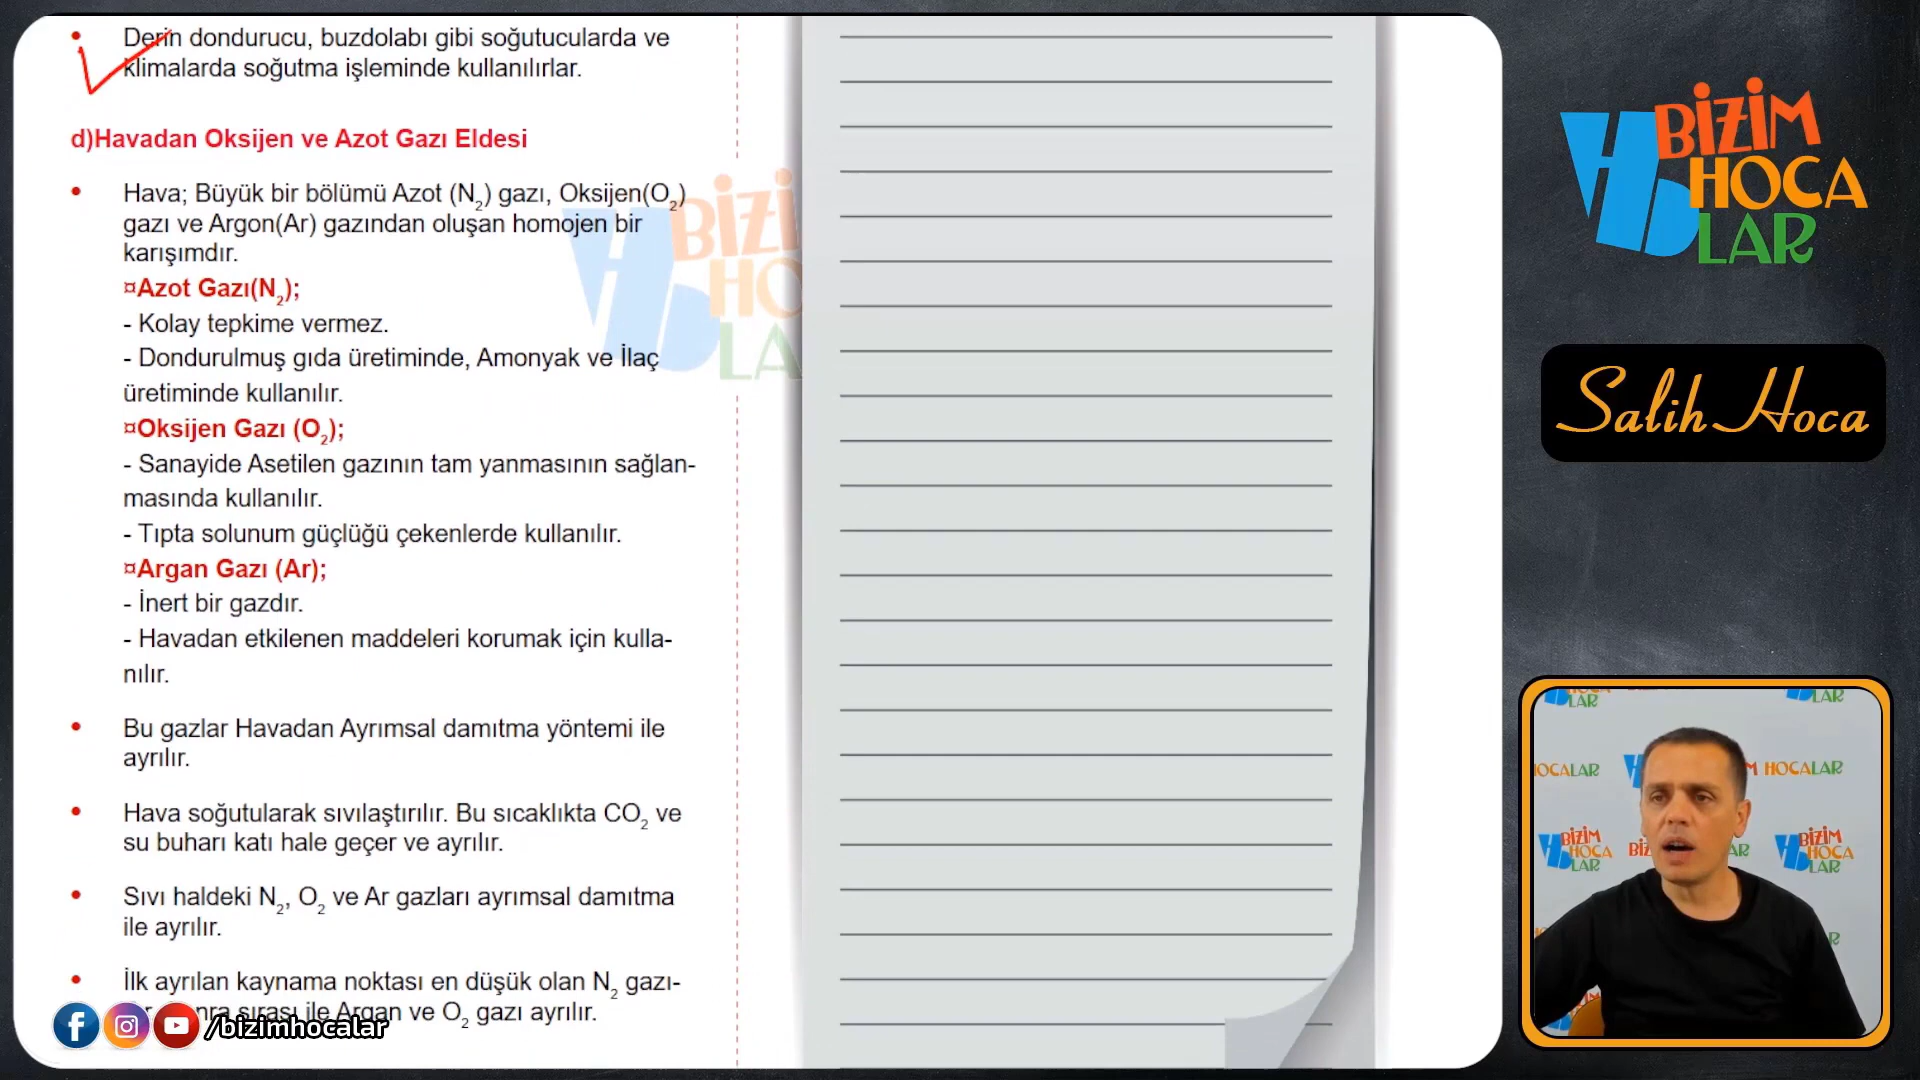 Derin dondurucu, buzdolabı gibi soğutucularda ve
klimalarda soğutma işleminde kullanılırlar.
d)Havadan Oksijen ve Azot Gazı Eldesi
Hava; Büyük bir bölümü Azot (N2) gazı, Oksijen(O2)
gazı ve Argon(Ar) gazından oluşan homojen bir
karışımdır.
¤Azot Gazı(N2);
- Kolay tepkime vermez.
- Dondurulmuş gıda üretiminde, Amonyak ve İlaç
üretiminde kullanılır.
¤Oksijen Gazı (O2);
- Sanayide Asetilen gazının tam yanmasının sağlan-
masında kullanılır.
- Tıpta solunum güçlüğü çekenlerde kullanılır.
¤Argan Gazı (Ar);
- İnert bir gazdır.
- Havadan etkilenen maddeleri korumak için kulla-
nılır.
Bu gazlar Havadan Ayrımsal damıtma yöntemi ile
ayrılır.
Hava soğutularak sıvılaştırılır. Bu sıcaklıkta CO2 ve
su buharı katı hale geçer ve ayrılır.
Sıvı haldeki N2, O2 ve Ar gazları ayrımsal damıtma
ile ayrılır.
İlk ayrılan kaynama noktası en düşük olan N2 gazı-
sırası ile Argan ve O2 gazı ayrılır.
/bizimhocalar
BİZİM
HOCA
LAR
Salih Hoca